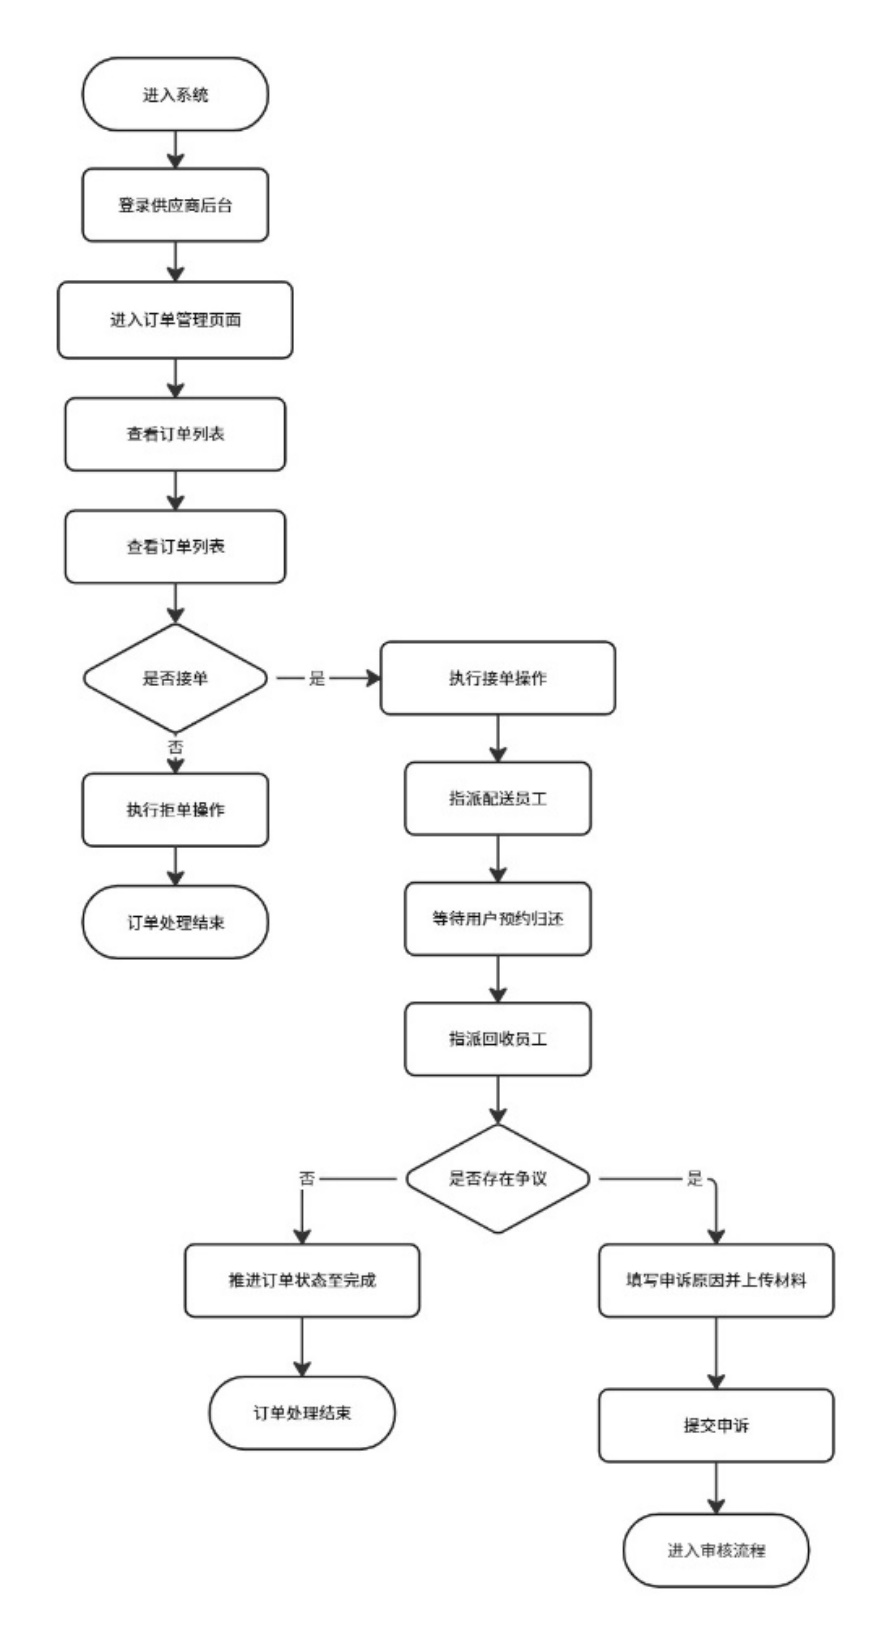 进入系统
登录供应商后台
进入订单管理页面
查看订单列表
查看订单列表
是否接单
是
执行接单操作
否
执行拒单操作
指派配送员工
订单处理结束
等待用户预约归还
指派回收员工
是否存在争议
否
是
推进订单状态至完成
填写申诉原因并上传材料
订单处理结束
提交申诉
进入审核流程